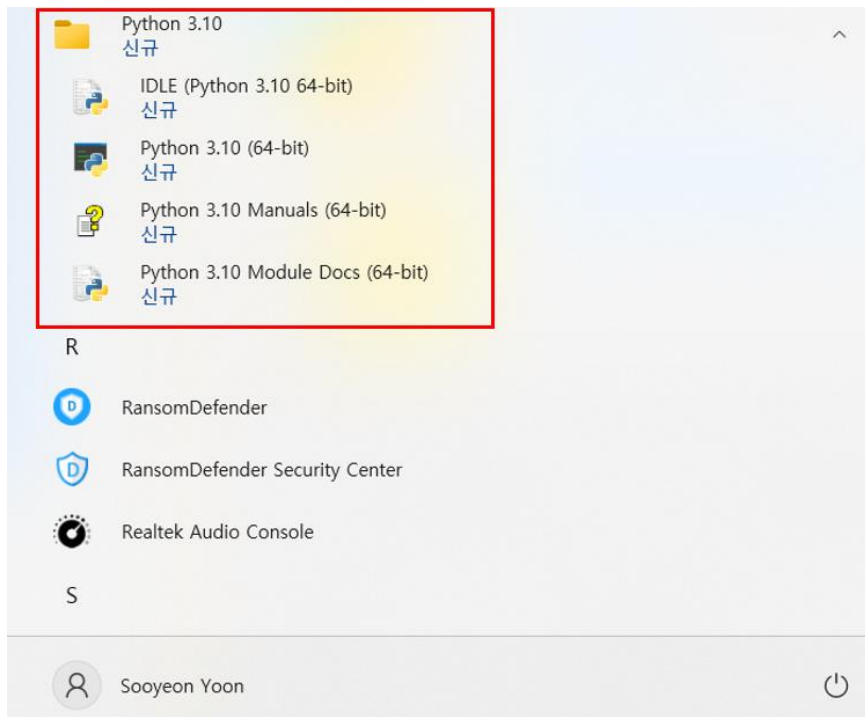 Python 3.10
신규
IDLE (Python 3.10 64-bit)
신규
Python 3.10 (64-bit)
신규
Python 3.10 Manuals (64-bit)
신규
Python 3.10 Module Docs (64-bit)
신규
R
RansomDefender
RansomDefender Security Center
Realtek Audio Console
S
Sooyeon Yoon